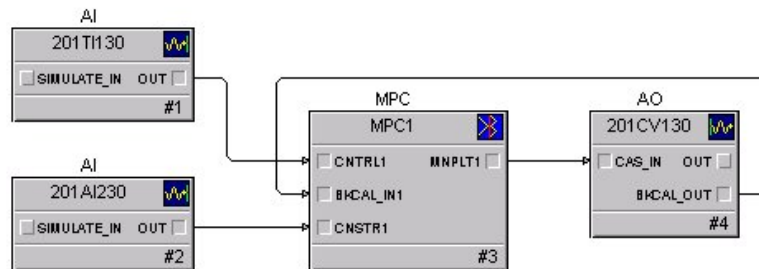 AI
201TI130
SIMULATE_IN OUT
#1
MPC
MPC1
CNTRL1 MNPLT1
BKCAL_IN1
CNSTR1
#3
AO
201CV130
CAS_IN OUT
BKCAL_OUT
#4
AI
201AI230
SIMULATE_IN OUT
#2